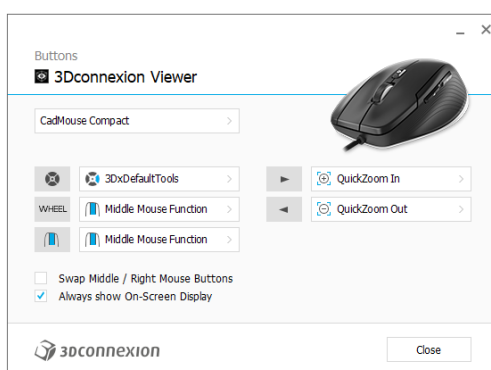 Buttons
3Dconnexion Viewer
CadMouse Compact
3DxDefaultTools
QuickZoom In
WHEEL
Middle Mouse Function
QuickZoom Out
Middle Mouse Function
Swap Middle / Right Mouse Buttons
Always show On-Screen Display
3Dconnexion
Close